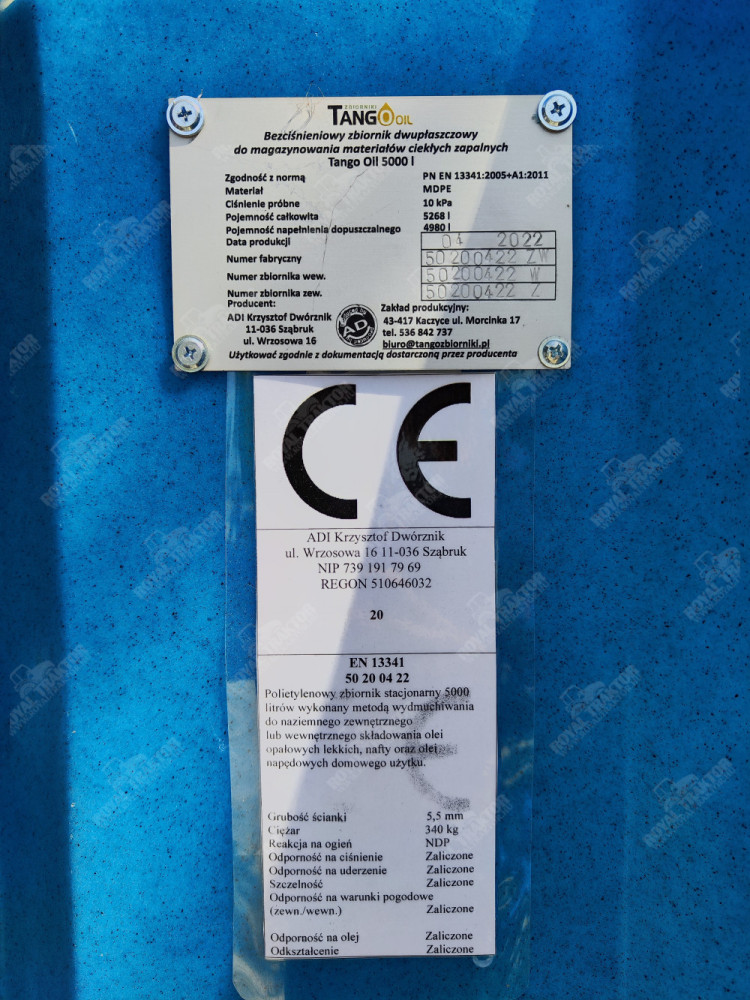 ZBIORNIKI
TANGO OIL
Bezciśnieniowy zbiornik dwupłaszczowy
do magazynowania materiałów ciekłych zapalnych
Tango Oil 5000 l
Zgodność z normą PN EN 13341:2005+A1:2011
Materiał MDPE
Ciśnienie próbne 10 kPa
Pojemność całkowita 5268 l
Pojemność napełnienia dopuszczalnego 4980 l
Data produkcji 04 2022
Numer fabryczny 50200422 ZW
Numer zbiornika wew. 50200422 W
Numer zbiornika zew. 50200422 Z
Producent:
ADI Krzysztof Dwórznik
11-036 Sząbruk
ul. Wrzosowa 16
AD
Zakład produkcyjny:
43-417 Kaczyce ul. Morcinka 17
tel. 536 842 737
biuro@tangozbiorniki.pl
Użytkować zgodnie z dokumentacją dostarczoną przez producenta
CE
ADI Krzysztof Dwórznik
ul. Wrzosowa 16 11-036 Sząbruk
NIP 739 191 79 69
REGON 510646032
20
EN 13341
50 20 04 22
Polietylenowy zbiornik stacjonarny 5000
litrów wykonany metodą wydmuchiwania
do naziemnego zewnętrznego
lub wewnętrznego składowania olei
opałowych lekkich, nafty oraz olej
napędowych domowego użytku.
Grubość ścianki 5,5 mm
Ciężar 340 kg
Reakcja na ogień NDP
Odporność na ciśnienie Zaliczone
Odporność na uderzenie Zaliczone
Szczelność Zaliczone
Odporność na warunki pogodowe
(zewn./wewn.) Zaliczone
Odporność na olej Zaliczone
Odkształcenie Zaliczone
ROYAL TRAKTOR